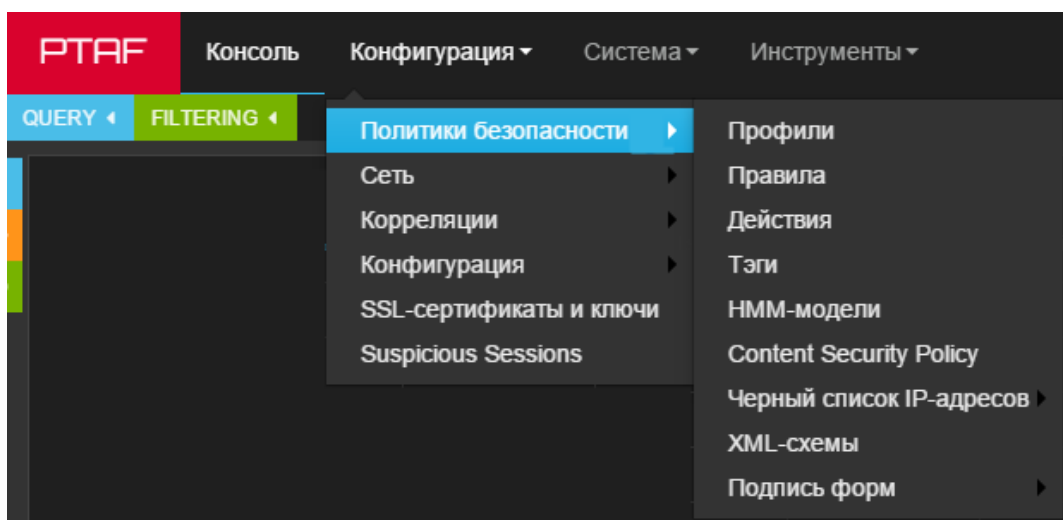 PTAF Консоль Конфигурация Система Инструменты
QUERY FILTERING
Политики безопасности
Сеть
Корреляции
Конфигурация
SSL-сертификаты и ключи
Suspicious Sessions
Профили
Правила
Действия
Тэги
HMM-модели
Content Security Policy
Черный список IP-адресов
XML-схемы
Подпись форм